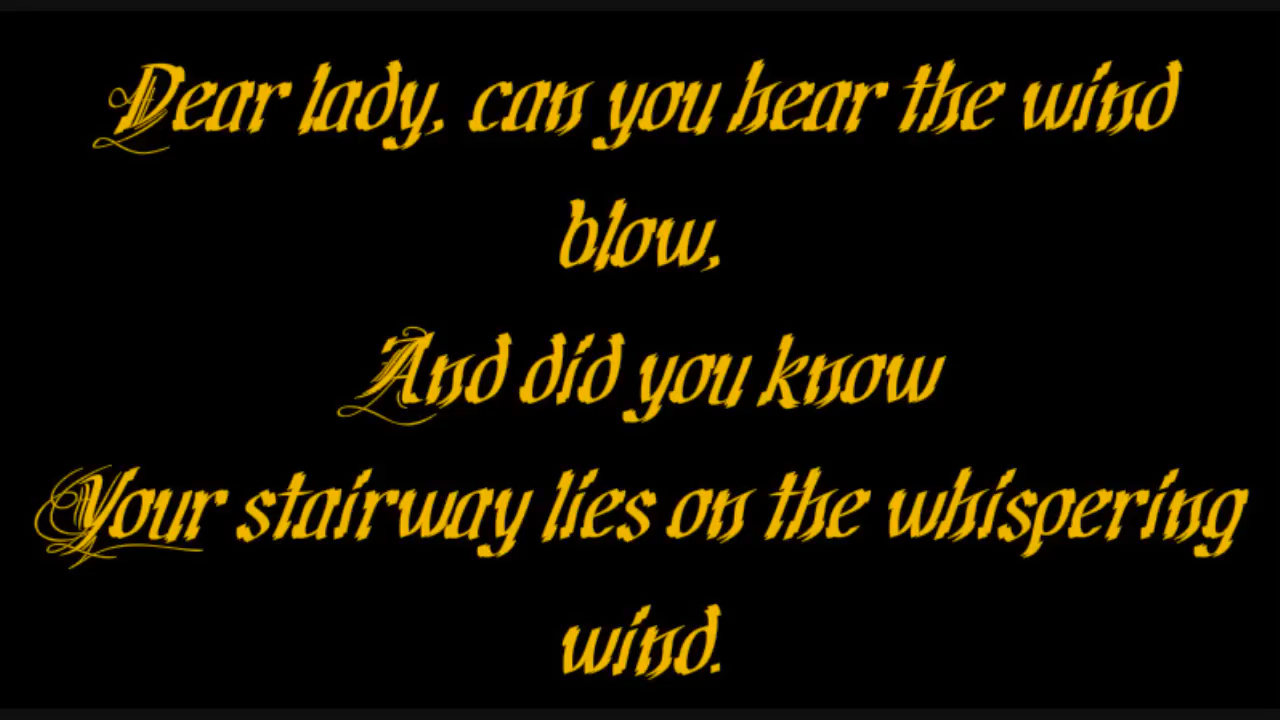 Dear lady, can you hear the wind
blow,
And did you know
Your stairway lies on the whispering
wind.